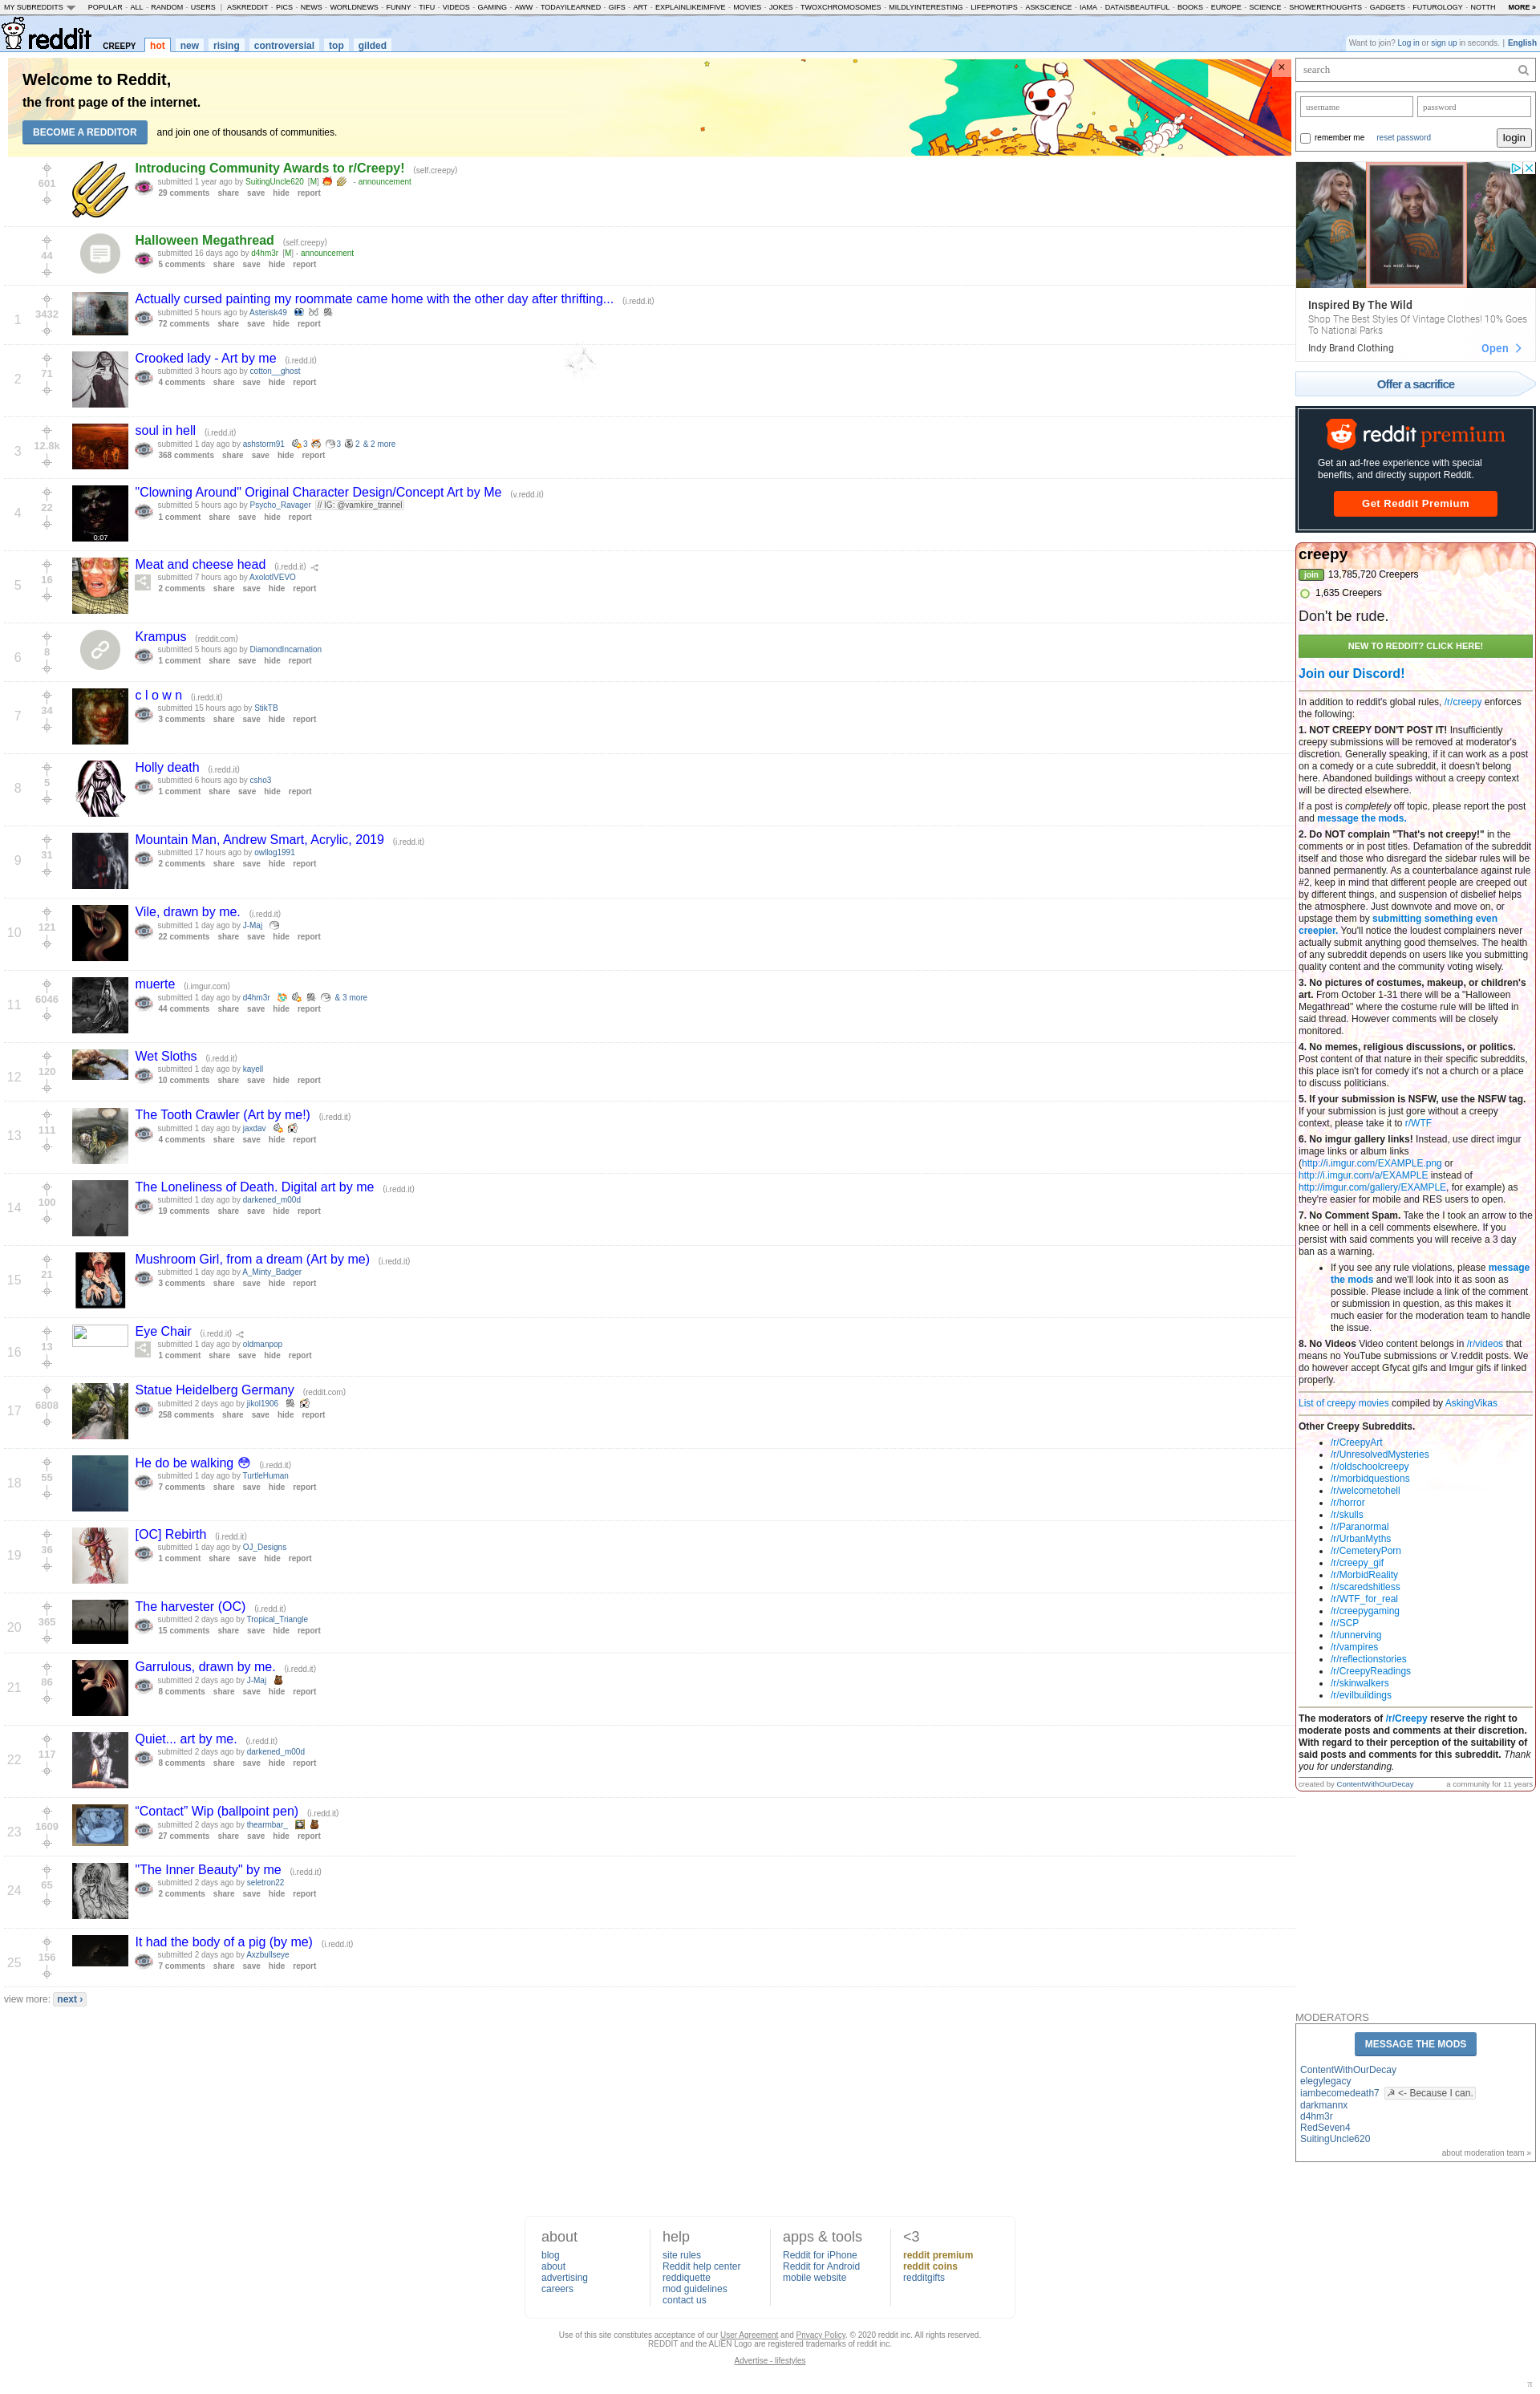 MY SUBREDDITS POPULAR - ALL - RANDOM - USERS | ASKREDDIT - PICS - NEWS - WORLDNEWS - FUNNY - TIFU - VIDEOS - GAMING - AWW - TODAYILEARNED - GIFS - ART - EXPLAINLIKEIMFIVE - MOVIES - JOKES - TWOXCHROMOSOMES - MILDLYINTERESTING - LIFEPROTIPS - ASKSCIENCE - IAMA - DATAISBEAUTIFUL - BOOKS - EUROPE - SCIENCE - SHOWERTHOUGHTS - GADGETS - FUTUROLOGY - NOTTH MORE »
reddit CREEPY hot new rising controversial top gilded
Want to join? Log in or sign up in seconds. | English
Welcome to Reddit,
the front page of the internet.
BECOME A REDDITOR and join one of thousands of communities.
×
601
Introducing Community Awards to r/Creepy! (self.creepy)
submitted 1 year ago by SuitingUncle620 [M] - announcement
29 comments share save hide report
44
Halloween Megathread (self.creepy)
submitted 16 days ago by d4hm3r [M] - announcement
5 comments share save hide report
1 3432
Actually cursed painting my roommate came home with the other day after thrifting... (i.redd.it)
submitted 5 hours ago by Asterisk49
72 comments share save hide report
2 71
Crooked lady - Art by me (i.redd.it)
submitted 3 hours ago by cotton__ghost
4 comments share save hide report
3 12.8k
soul in hell (i.redd.it)
submitted 1 day ago by ashstorm91 3 3 2 & 2 more
368 comments share save hide report
4 22
0:07
"Clowning Around" Original Character Design/Concept Art by Me (v.redd.it)
submitted 5 hours ago by Psycho_Ravager // IG: @vamkire_trannel
1 comment share save hide report
5 16
Meat and cheese head (i.redd.it)
submitted 7 hours ago by AxolotlVEVO
2 comments share save hide report
6 8
Krampus (reddit.com)
submitted 5 hours ago by DiamondIncarnation
1 comment share save hide report
7 34
c l o w n (i.redd.it)
submitted 15 hours ago by StikTB
3 comments share save hide report
8 5
Holly death (i.redd.it)
submitted 6 hours ago by csho3
1 comment share save hide report
9 31
Mountain Man, Andrew Smart, Acrylic, 2019 (i.redd.it)
submitted 17 hours ago by owllog1991
2 comments share save hide report
10 121
Vile, drawn by me. (i.redd.it)
submitted 1 day ago by J-Maj
22 comments share save hide report
11 6046
muerte (i.imgur.com)
submitted 1 day ago by d4hm3r & 3 more
44 comments share save hide report
12 120
Wet Sloths (i.redd.it)
submitted 1 day ago by kayell
10 comments share save hide report
13 111
The Tooth Crawler (Art by me!) (i.redd.it)
submitted 1 day ago by jaxdav
4 comments share save hide report
14 100
The Loneliness of Death. Digital art by me (i.redd.it)
submitted 1 day ago by darkened_m00d
19 comments share save hide report
15 21
Mushroom Girl, from a dream (Art by me) (i.redd.it)
submitted 1 day ago by A_Minty_Badger
3 comments share save hide report
16 13
Eye Chair (i.redd.it)
submitted 1 day ago by oldmanpop
1 comment share save hide report
17 6808
Statue Heidelberg Germany (reddit.com)
submitted 2 days ago by jikol1906
258 comments share save hide report
18 55
He do be walking 😳 (i.redd.it)
submitted 1 day ago by TurtleHuman
7 comments share save hide report
19 36
[OC] Rebirth (i.redd.it)
submitted 1 day ago by OJ_Designs
1 comment share save hide report
20 365
The harvester (OC) (i.redd.it)
submitted 2 days ago by Tropical_Triangle
15 comments share save hide report
21 86
Garrulous, drawn by me. (i.redd.it)
submitted 2 days ago by J-Maj
8 comments share save hide report
22 117
Quiet... art by me. (i.redd.it)
submitted 2 days ago by darkened_m00d
8 comments share save hide report
23 1609
“Contact” Wip (ballpoint pen) (i.redd.it)
submitted 2 days ago by thearmbar_
27 comments share save hide report
24 65
"The Inner Beauty" by me (i.redd.it)
submitted 2 days ago by seletron22
2 comments share save hide report
25 156
It had the body of a pig (by me) (i.redd.it)
submitted 2 days ago by Axzbullseye
7 comments share save hide report
view more: next ›
search
username password
remember me reset password login
Inspired By The Wild
Shop The Best Styles Of Vintage Clothes! 10% Goes
To National Parks
Indy Brand Clothing Open
Offer a sacrifice
reddit premium
Get an ad-free experience with special
benefits, and directly support Reddit.
Get Reddit Premium
creepy
join 13,785,720 Creepers
1,635 Creepers
Don't be rude.
NEW TO REDDIT? CLICK HERE!
Join our Discord!
In addition to reddit's global rules, /r/creepy enforces
the following:
1. NOT CREEPY DON'T POST IT! Insufficiently
creepy submissions will be removed at moderator's
discretion. Generally speaking, if it can work as a post
on a comedy or a cute subreddit, it doesn't belong
here. Abandoned buildings without a creepy context
will be directed elsewhere.
If a post is completely off topic, please report the post
and message the mods.
2. Do NOT complain "That's not creepy!" in the
comments or in post titles. Defamation of the subreddit
itself and those who disregard the sidebar rules will be
banned permanently. As a counterbalance against rule
#2, keep in mind that different people are creeped out
by different things, and suspension of disbelief helps
the atmosphere. Just downvote and move on, or
upstage them by submitting something even
creepier. You'll notice the loudest complainers never
actually submit anything good themselves. The health
of any subreddit depends on users like you submitting
quality content and the community voting wisely.
3. No pictures of costumes, makeup, or children's
art. From October 1-31 there will be a "Halloween
Megathread" where the costume rule will be lifted in
said thread. However comments will be closely
monitored.
4. No memes, religious discussions, or politics.
Post content of that nature in their specific subreddits,
this place isn't for comedy it's not a church or a place
to discuss politicians.
5. If your submission is NSFW, use the NSFW tag.
If your submission is just gore without a creepy
context, please take it to r/WTF
6. No imgur gallery links! Instead, use direct imgur
image links or album links
(http://i.imgur.com/EXAMPLE.png or
http://i.imgur.com/a/EXAMPLE instead of
http://imgur.com/gallery/EXAMPLE, for example) as
they're easier for mobile and RES users to open.
7. No Comment Spam. Take the I took an arrow to the
knee or hell in a cell comments elsewhere. If you
persist with said comments you will receive a 3 day
ban as a warning.
If you see any rule violations, please message
the mods and we'll look into it as soon as
possible. Please include a link of the comment
or submission in question, as this makes it
much easier for the moderation team to handle
the issue.
8. No Videos Video content belongs in /r/videos that
means no YouTube submissions or V.reddit posts. We
do however accept Gfycat gifs and Imgur gifs if linked
properly.
List of creepy movies compiled by AskingVikas
Other Creepy Subreddits.
/r/CreepyArt
/r/UnresolvedMysteries
/r/oldschoolcreepy
/r/morbidquestions
/r/welcometohell
/r/horror
/r/skulls
/r/Paranormal
/r/UrbanMyths
/r/CemeteryPorn
/r/creepy_gif
/r/MorbidReality
/r/scaredshitless
/r/WTF_for_real
/r/creepygaming
/r/SCP
/r/unnerving
/r/vampires
/r/reflectionstories
/r/CreepyReadings
/r/skinwalkers
/r/evilbuildings
The moderators of /r/Creepy reserve the right to
moderate posts and comments at their discretion.
With regard to their perception of the suitability of
said posts and comments for this subreddit. Thank
you for understanding.
created by ContentWithOurDecay a community for 11 years
MODERATORS
MESSAGE THE MODS
ContentWithOurDecay
elegylegacy
iambecomedeath7 ☭ <- Because I can.
darkmannx
d4hm3r
RedSeven4
SuitingUncle620
about moderation team »
about
blog
about
advertising
careers
help
site rules
Reddit help center
reddiquette
mod guidelines
contact us
apps & tools
Reddit for iPhone
Reddit for Android
mobile website
<3
reddit premium
reddit coins
redditgifts
Use of this site constitutes acceptance of our User Agreement and Privacy Policy. © 2020 reddit inc. All rights reserved.
REDDIT and the ALIEN Logo are registered trademarks of reddit inc.
Advertise - lifestyles
π